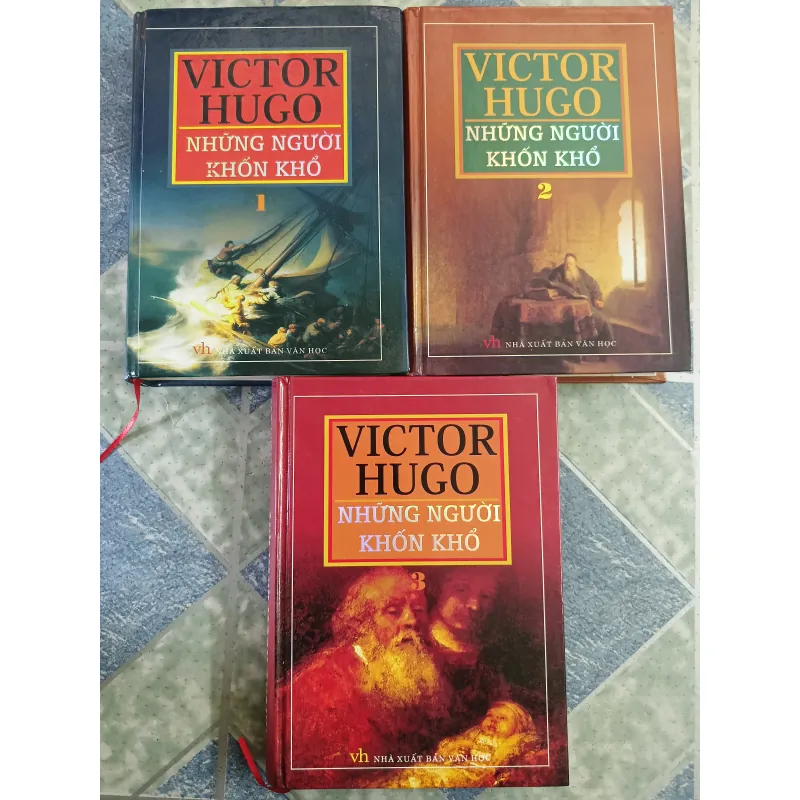 VICTOR
HUGO
NHỮNG NGƯỜI
KHỐN KHỔ
1
vh NHÀ XUẤT BẢN VĂN HỌC
VICTOR
HUGO
NHỮNG NGƯỜI
KHỐN KHỔ
2
vh NHÀ XUẤT BẢN VĂN HỌC
VICTOR
HUGO
NHỮNG NGƯỜI
KHỐN KHỔ
3
vh NHÀ XUẤT BẢN VĂN HỌC